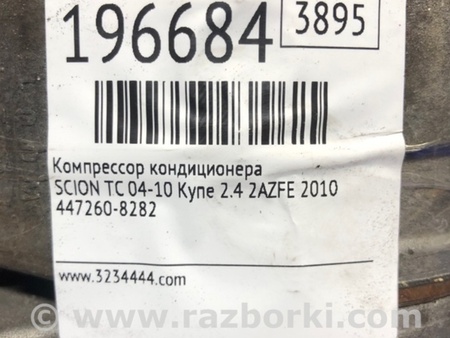 196684
3895
Компрессор кондиционера
SCION TC 04-10 Купе 2.4 2AZFE 2010
447260-8282
www.3234444.com
www.razborki.com